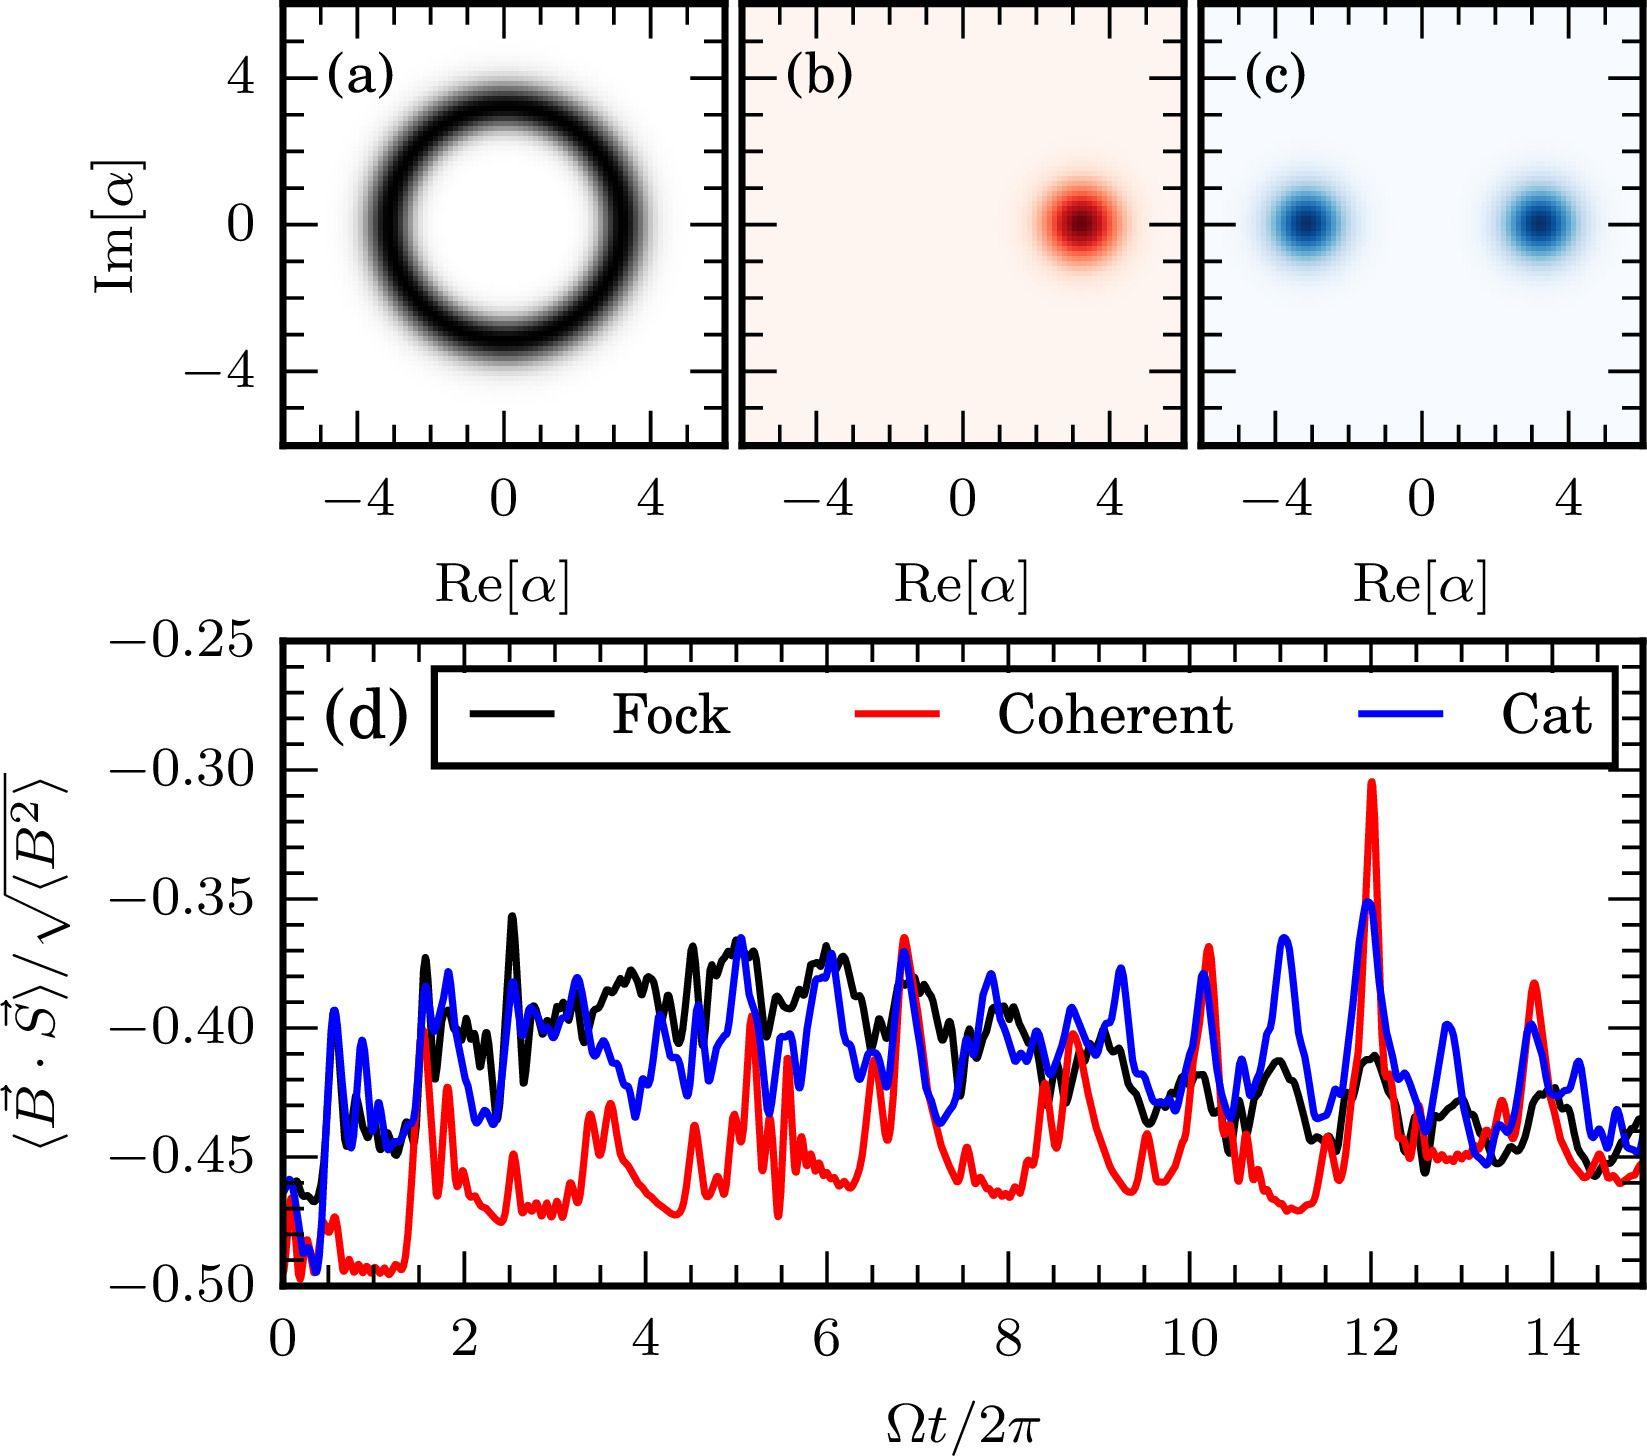 (a) (b) (c)
4
0
−4
Im[α]
−4 0 4 −4 0 4 −4 0 4
Re[α] Re[α] Re[α]
(d) Fock Coherent Cat
−0.25
−0.30
−0.35
−0.40
−0.45
−0.50
⟨B⃗ · S⃗⟩/√⟨B²⟩
0 2 4 6 8 10 12 14
Ωt/2π